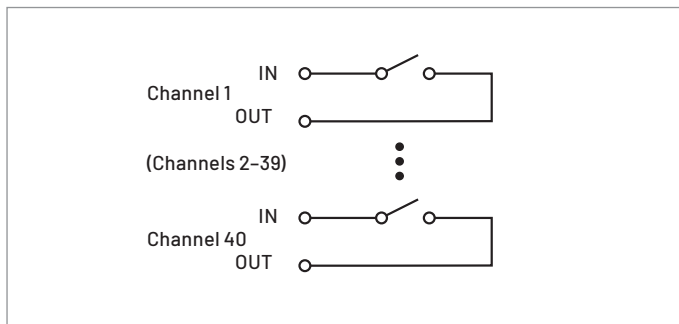 IN
Channel 1
OUT
(Channels 2–39)
IN
Channel 40
OUT